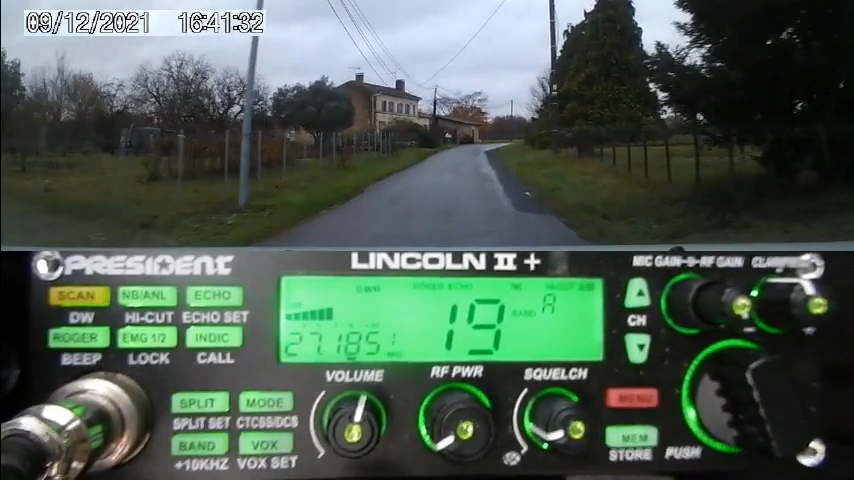 09/12/2021 16:41:32
PRESIDENT LINCOLN II + MIC GAIN RF GAIN CLARIFIER
SCAN NB/ANL ECHO
DW HI-CUT ECHO SET
ROGER EMG 1/2 INDIC
BEEP LOCK CALL
SWR ROGER ECHO
19 BAND A
27.1851
CH
VOLUME RF PWR SQUELCH
SPLIT MODE
SPLIT SET CTCSS/DCS
BAND VOX
+10KHZ VOX SET
MENU
MEM
STORE PUSH